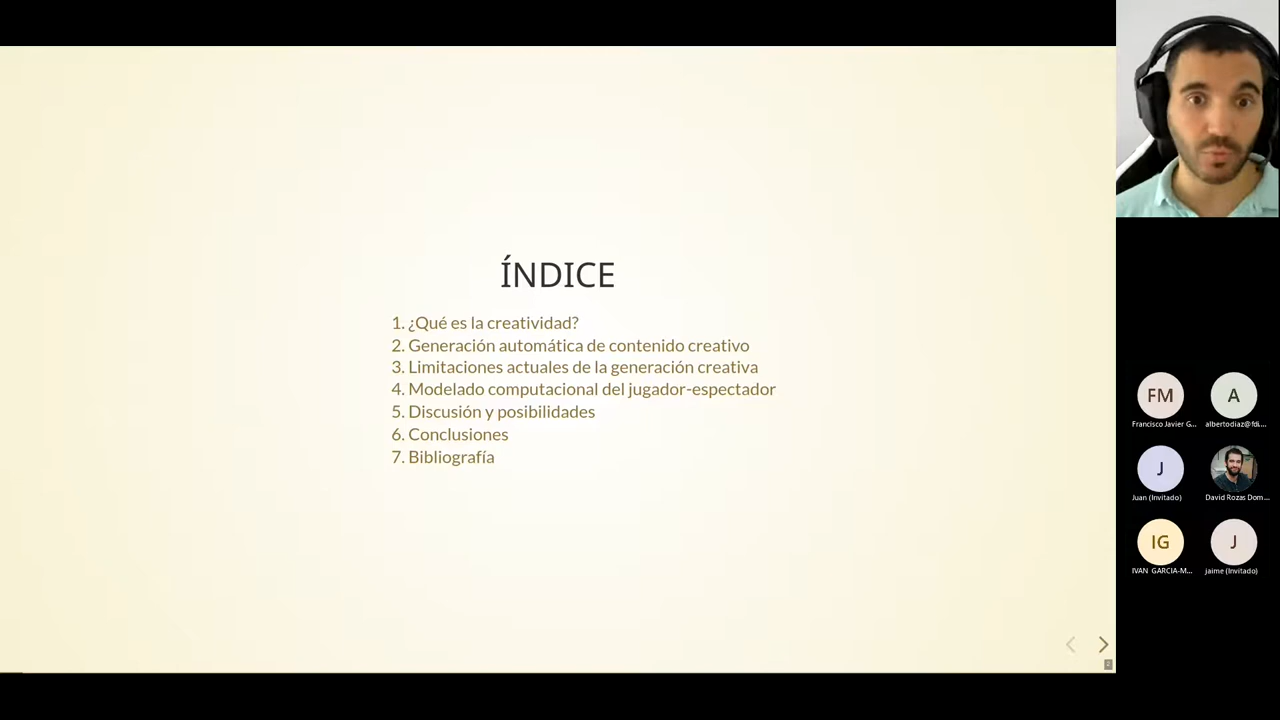 ÍNDICE
1. ¿Qué es la creatividad?
2. Generación automática de contenido creativo
3. Limitaciones actuales de la generación creativa
4. Modelado computacional del jugador-espectador
5. Discusión y posibilidades
6. Conclusiones
7. Bibliografía
2
FM
A
Francisco Javier G...
albertodiaz@fdi....
J
Juan (Invitado)
David Rozas Dom...
IG
J
IVAN GARCIA-M...
jaime (Invitado)